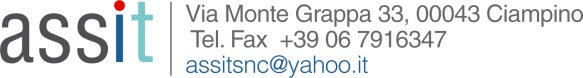 assit
Via Monte Grappa 33, 00043 Ciampino
Tel. Fax +39 06 7916347
assitsnc@yahoo.it